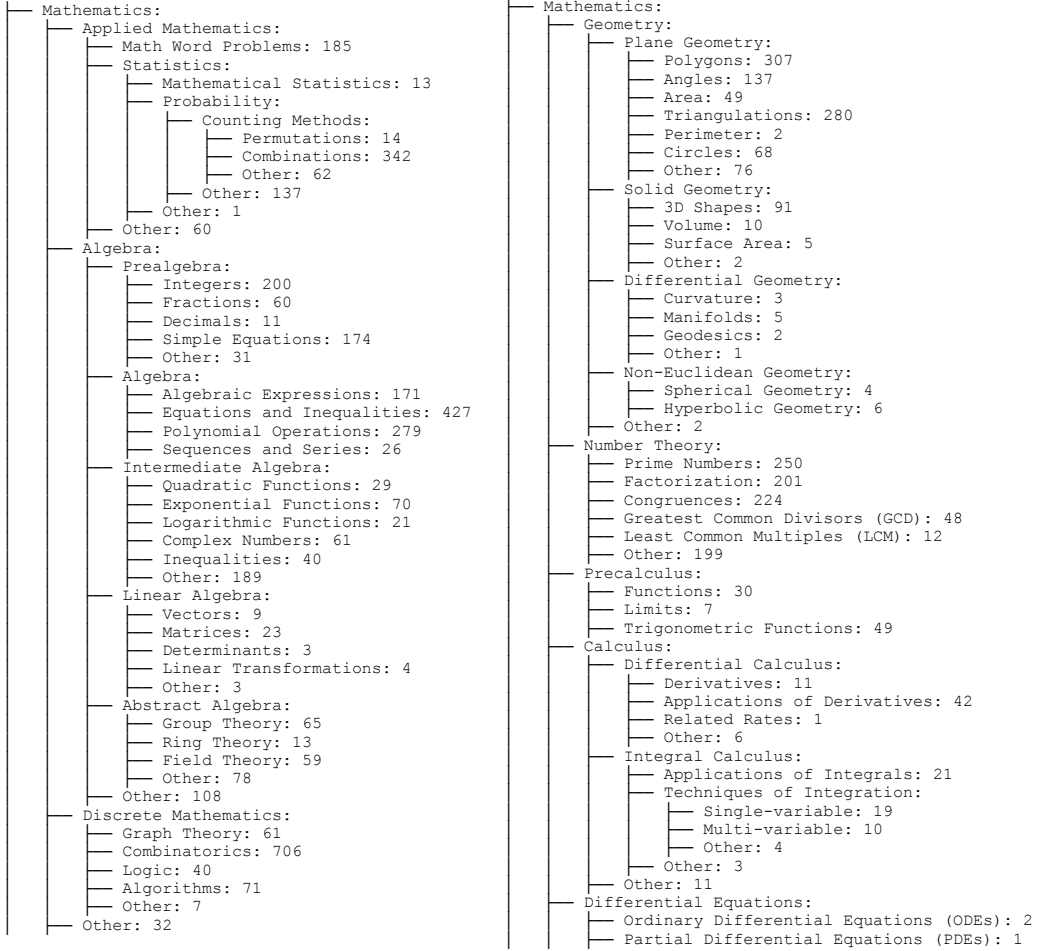 Mathematics:
Applied Mathematics:
Math Word Problems: 185
Statistics:
Mathematical Statistics: 13
Probability:
Counting Methods:
Permutations: 14
Combinations: 342
Other: 62
Other: 137
Other: 1
Other: 60
Algebra:
Prealgebra:
Integers: 200
Fractions: 60
Decimals: 11
Simple Equations: 174
Other: 31
Algebra:
Algebraic Expressions: 171
Equations and Inequalities: 427
Polynomial Operations: 279
Sequences and Series: 26
Intermediate Algebra:
Quadratic Functions: 29
Exponential Functions: 70
Logarithmic Functions: 21
Complex Numbers: 61
Inequalities: 40
Other: 189
Linear Algebra:
Vectors: 9
Matrices: 23
Determinants: 3
Linear Transformations: 4
Other: 3
Abstract Algebra:
Group Theory: 65
Ring Theory: 13
Field Theory: 59
Other: 78
Other: 108
Discrete Mathematics:
Graph Theory: 61
Combinatorics: 706
Logic: 40
Algorithms: 71
Other: 7
Other: 32
Mathematics:
Geometry:
Plane Geometry:
Polygons: 307
Angles: 137
Area: 49
Triangulations: 280
Perimeter: 2
Circles: 68
Other: 76
Solid Geometry:
3D Shapes: 91
Volume: 10
Surface Area: 5
Other: 2
Differential Geometry:
Curvature: 3
Manifolds: 5
Geodesics: 2
Other: 1
Non-Euclidean Geometry:
Spherical Geometry: 4
Hyperbolic Geometry: 6
Other: 2
Number Theory:
Prime Numbers: 250
Factorization: 201
Congruences: 224
Greatest Common Divisors (GCD): 48
Least Common Multiples (LCM): 12
Other: 199
Precalculus:
Functions: 30
Limits: 7
Trigonometric Functions: 49
Calculus:
Differential Calculus:
Derivatives: 11
Applications of Derivatives: 42
Related Rates: 1
Other: 6
Integral Calculus:
Applications of Integrals: 21
Techniques of Integration:
Single-variable: 19
Multi-variable: 10
Other: 4
Other: 3
Other: 11
Differential Equations:
Ordinary Differential Equations (ODEs): 2
Partial Differential Equations (PDEs): 1